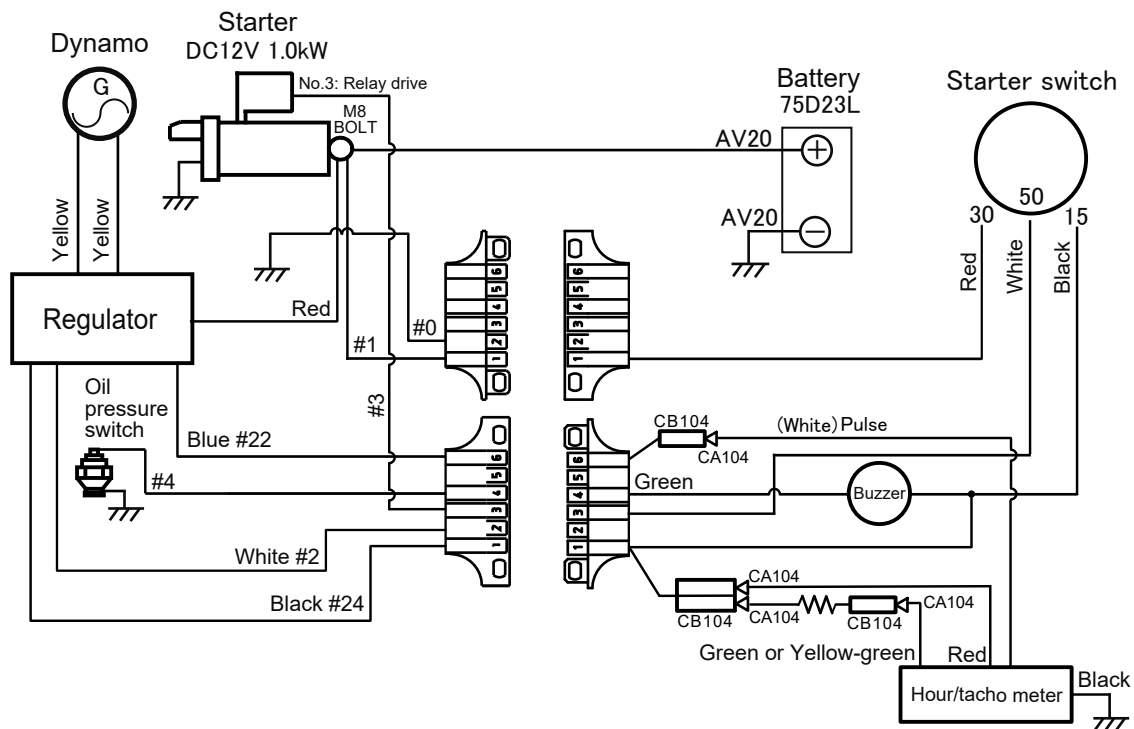 Starter
DC12V 1.0kW
Dynamo
G
No.3: Relay drive
M8
BOLT
Battery
75D23L
AV20
AV20
Starter switch
50
30
15
Red
White
Black
Yellow
Yellow
Regulator
Red
#0
#1
#3
6
5
4
3
2
1
6
5
4
3
2
1
Oil
pressure
switch
Blue #22
#4
White #2
Black #24
6
5
4
3
2
1
6
5
4
3
2
1
CB104
CA104
(White) Pulse
Green
Buzzer
CA104
CB104
CA104
CB104
CA104
Green or Yellow-green
Red
Black
Hour/tacho meter